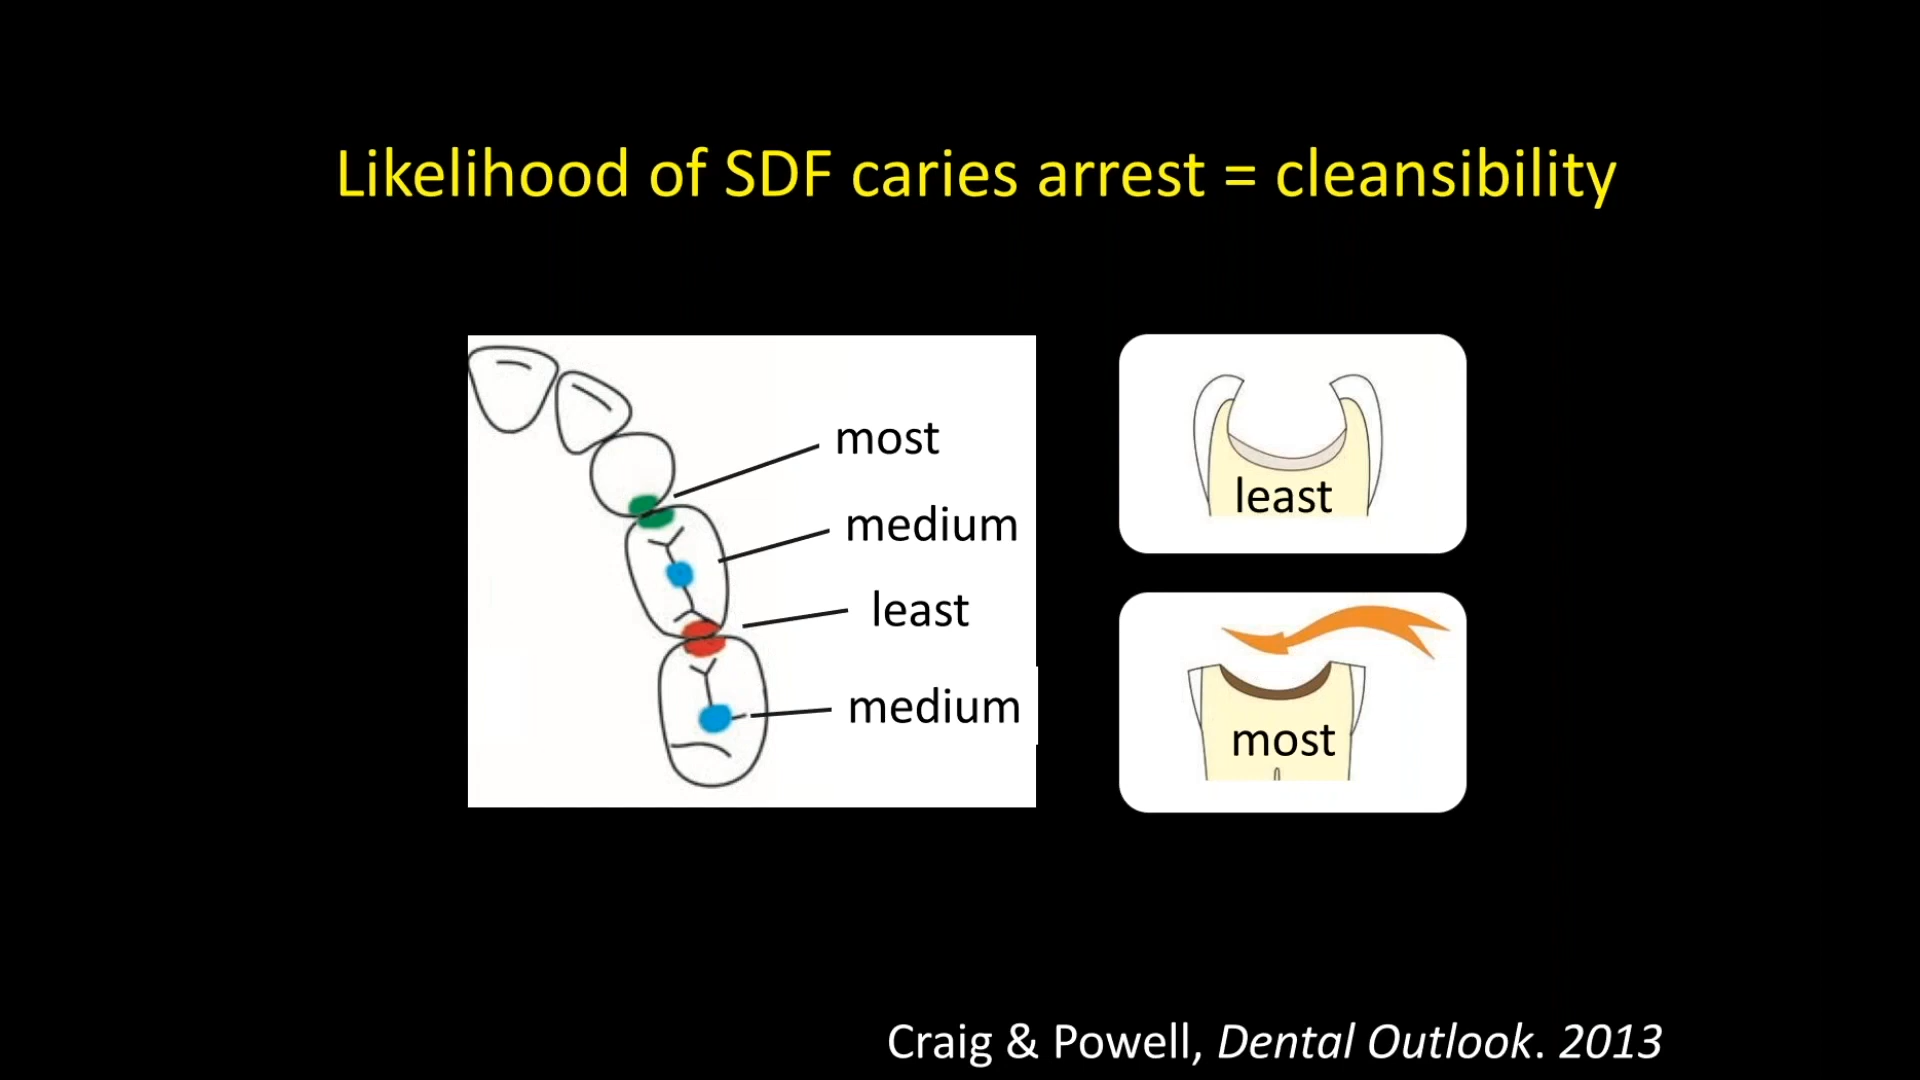 Likelihood of SDF caries arrest = cleansibility
most
medium
least
medium
least
most
Craig & Powell, Dental Outlook. 2013